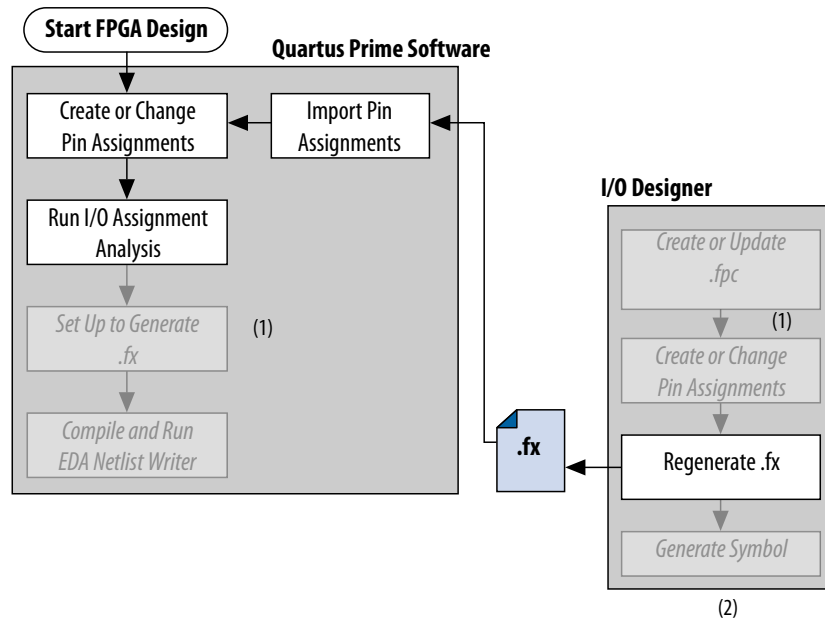 Start FPGA Design
Quartus Prime Software
Create or Change
Pin Assignments
Import Pin
Assignments
Run I/O Assignment
Analysis
Set Up to Generate
.fx
(1)
Compile and Run
EDA Netlist Writer
.fx
I/O Designer
Create or Update
.fpc
(1)
Create or Change
Pin Assignments
Regenerate .fx
Generate Symbol
(2)